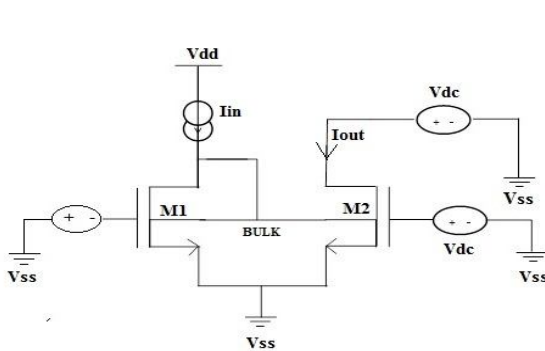 Vdd
Iin
Vdc
Iout
Vss
+ -
M1
M2
BULK
+ -
+ -
Vdc
Vss
Vss
Vss